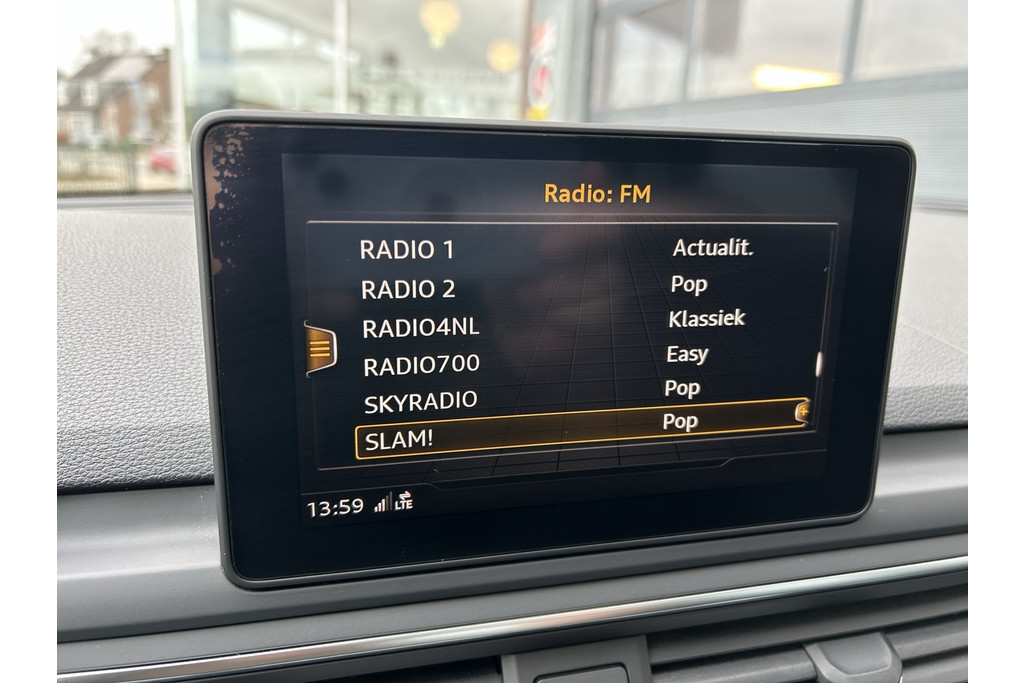 Radio: FM
RADIO 1 Actualit.
RADIO 2 Pop
RADIO4NL Klassiek
RADIO700 Easy
SKYRADIO Pop
SLAM! Pop
13:59 LTE